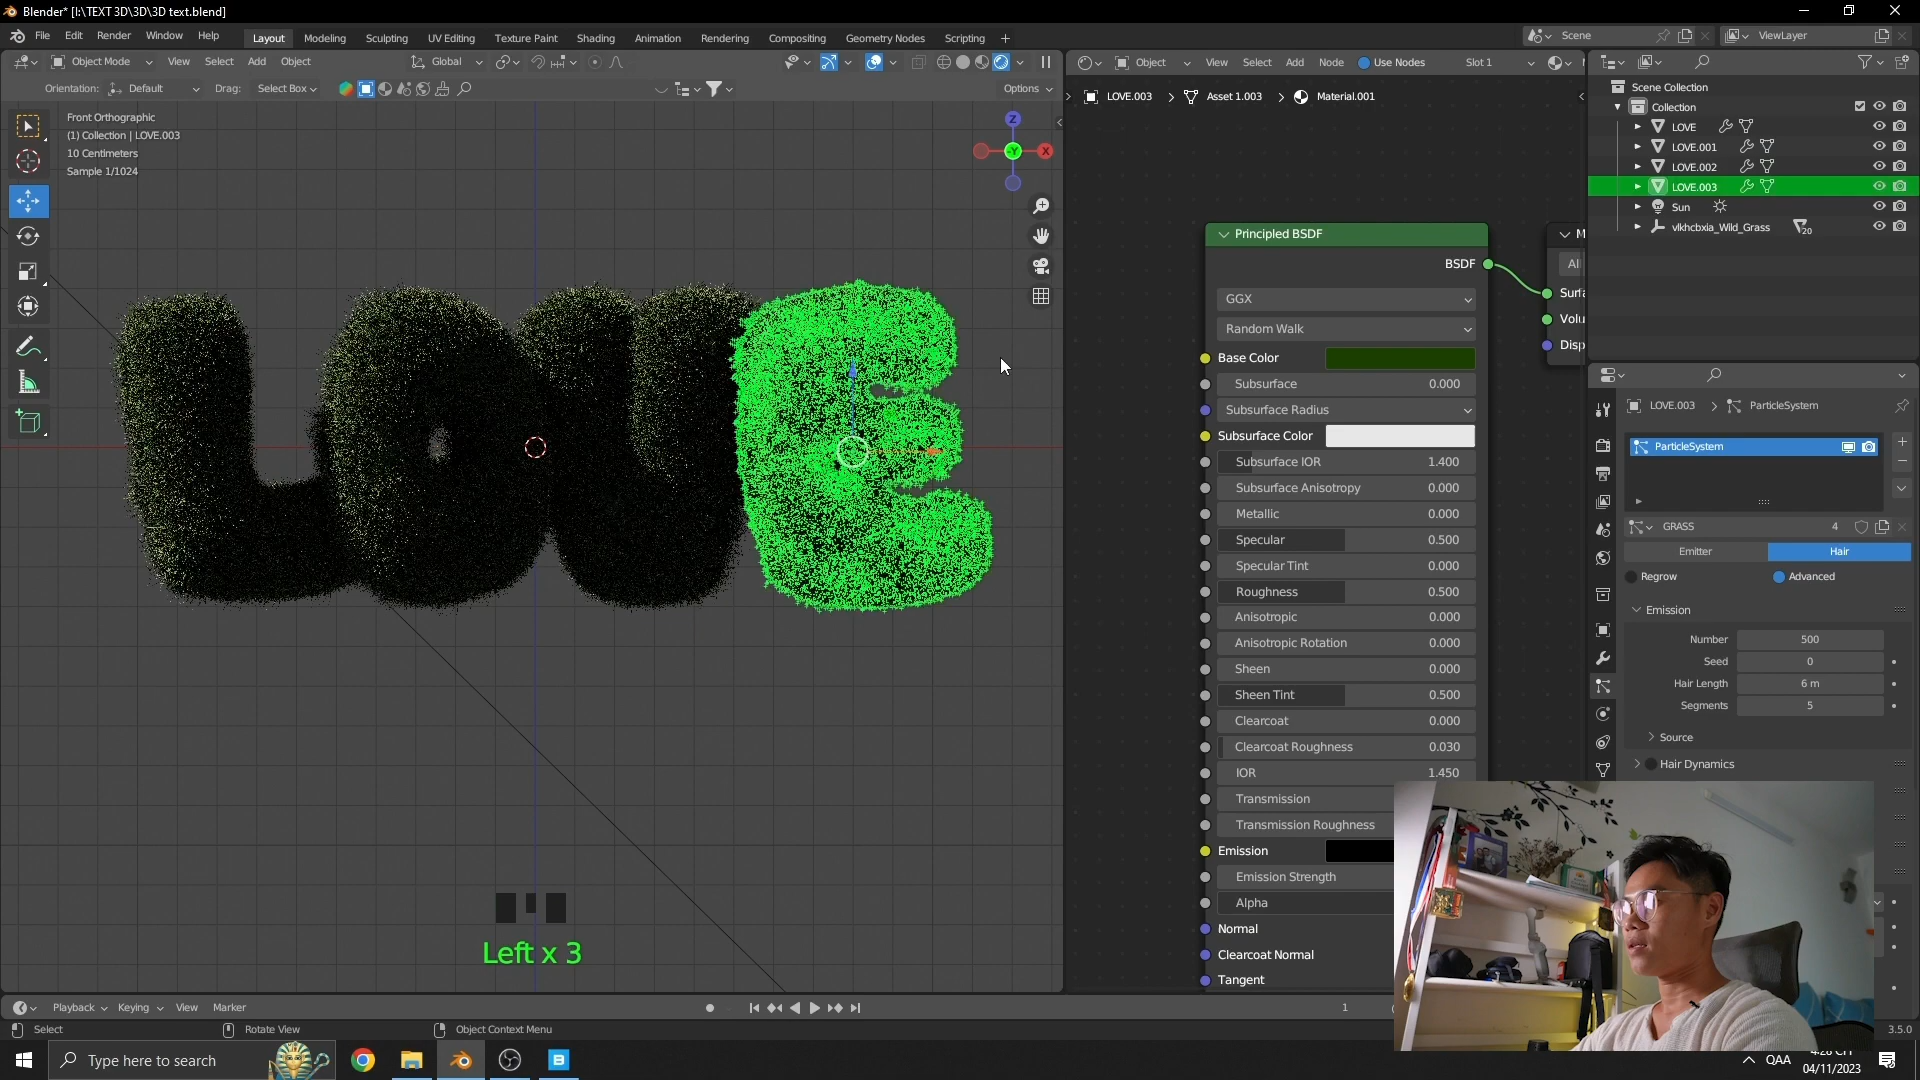 Blender* [I:\TEXT 3D\3D\3D text.blend]
File Edit Render Window Help Layout Modeling Sculpting UV Editing Texture Paint Shading Animation Rendering Compositing Geometry Nodes Scripting + Scene ViewLayer
Object Mode View Select Add Object Global
Object View Select Add Node Use Nodes Slot 1
Orientation: Default Drag: Select Box Options
LOVE.003 > Asset 1.003 > Material.001
Front Orthographic
(1) Collection | LOVE.003
10 Centimeters
Sample 1/1024
Z
-Y
X
Scene Collection
Collection
LOVE
LOVE.001
LOVE.002
LOVE.003
Sun
vlkhcbxia_Wild_Grass 20
Principled BSDF
BSDF
GGX
Random Walk
Base Color
Subsurface 0.000
Subsurface Radius
Subsurface Color
Subsurface IOR 1.400
Subsurface Anisotropy 0.000
Metallic 0.000
Specular 0.500
Specular Tint 0.000
Roughness 0.500
Anisotropic 0.000
Anisotropic Rotation 0.000
Sheen 0.000
Sheen Tint 0.500
Clearcoat 0.000
Clearcoat Roughness 0.030
IOR 1.450
Transmission
Transmission Roughness
Emission
Emission Strength
Alpha
Normal
Clearcoat Normal
Tangent
M
Al
Surfa
Volu
Disp
LOVE.003 > ParticleSystem
ParticleSystem
GRASS 4
Emitter Hair
Regrow Advanced
Emission
Number 500
Seed 0
Hair Length 6 m
Segments 5
Source
Hair Dynamics
LOVE
Left x 3
Playback Keying View Marker 1
Select Rotate View Object Context Menu 3.5.0
Type here to search QAA
04/11/2023